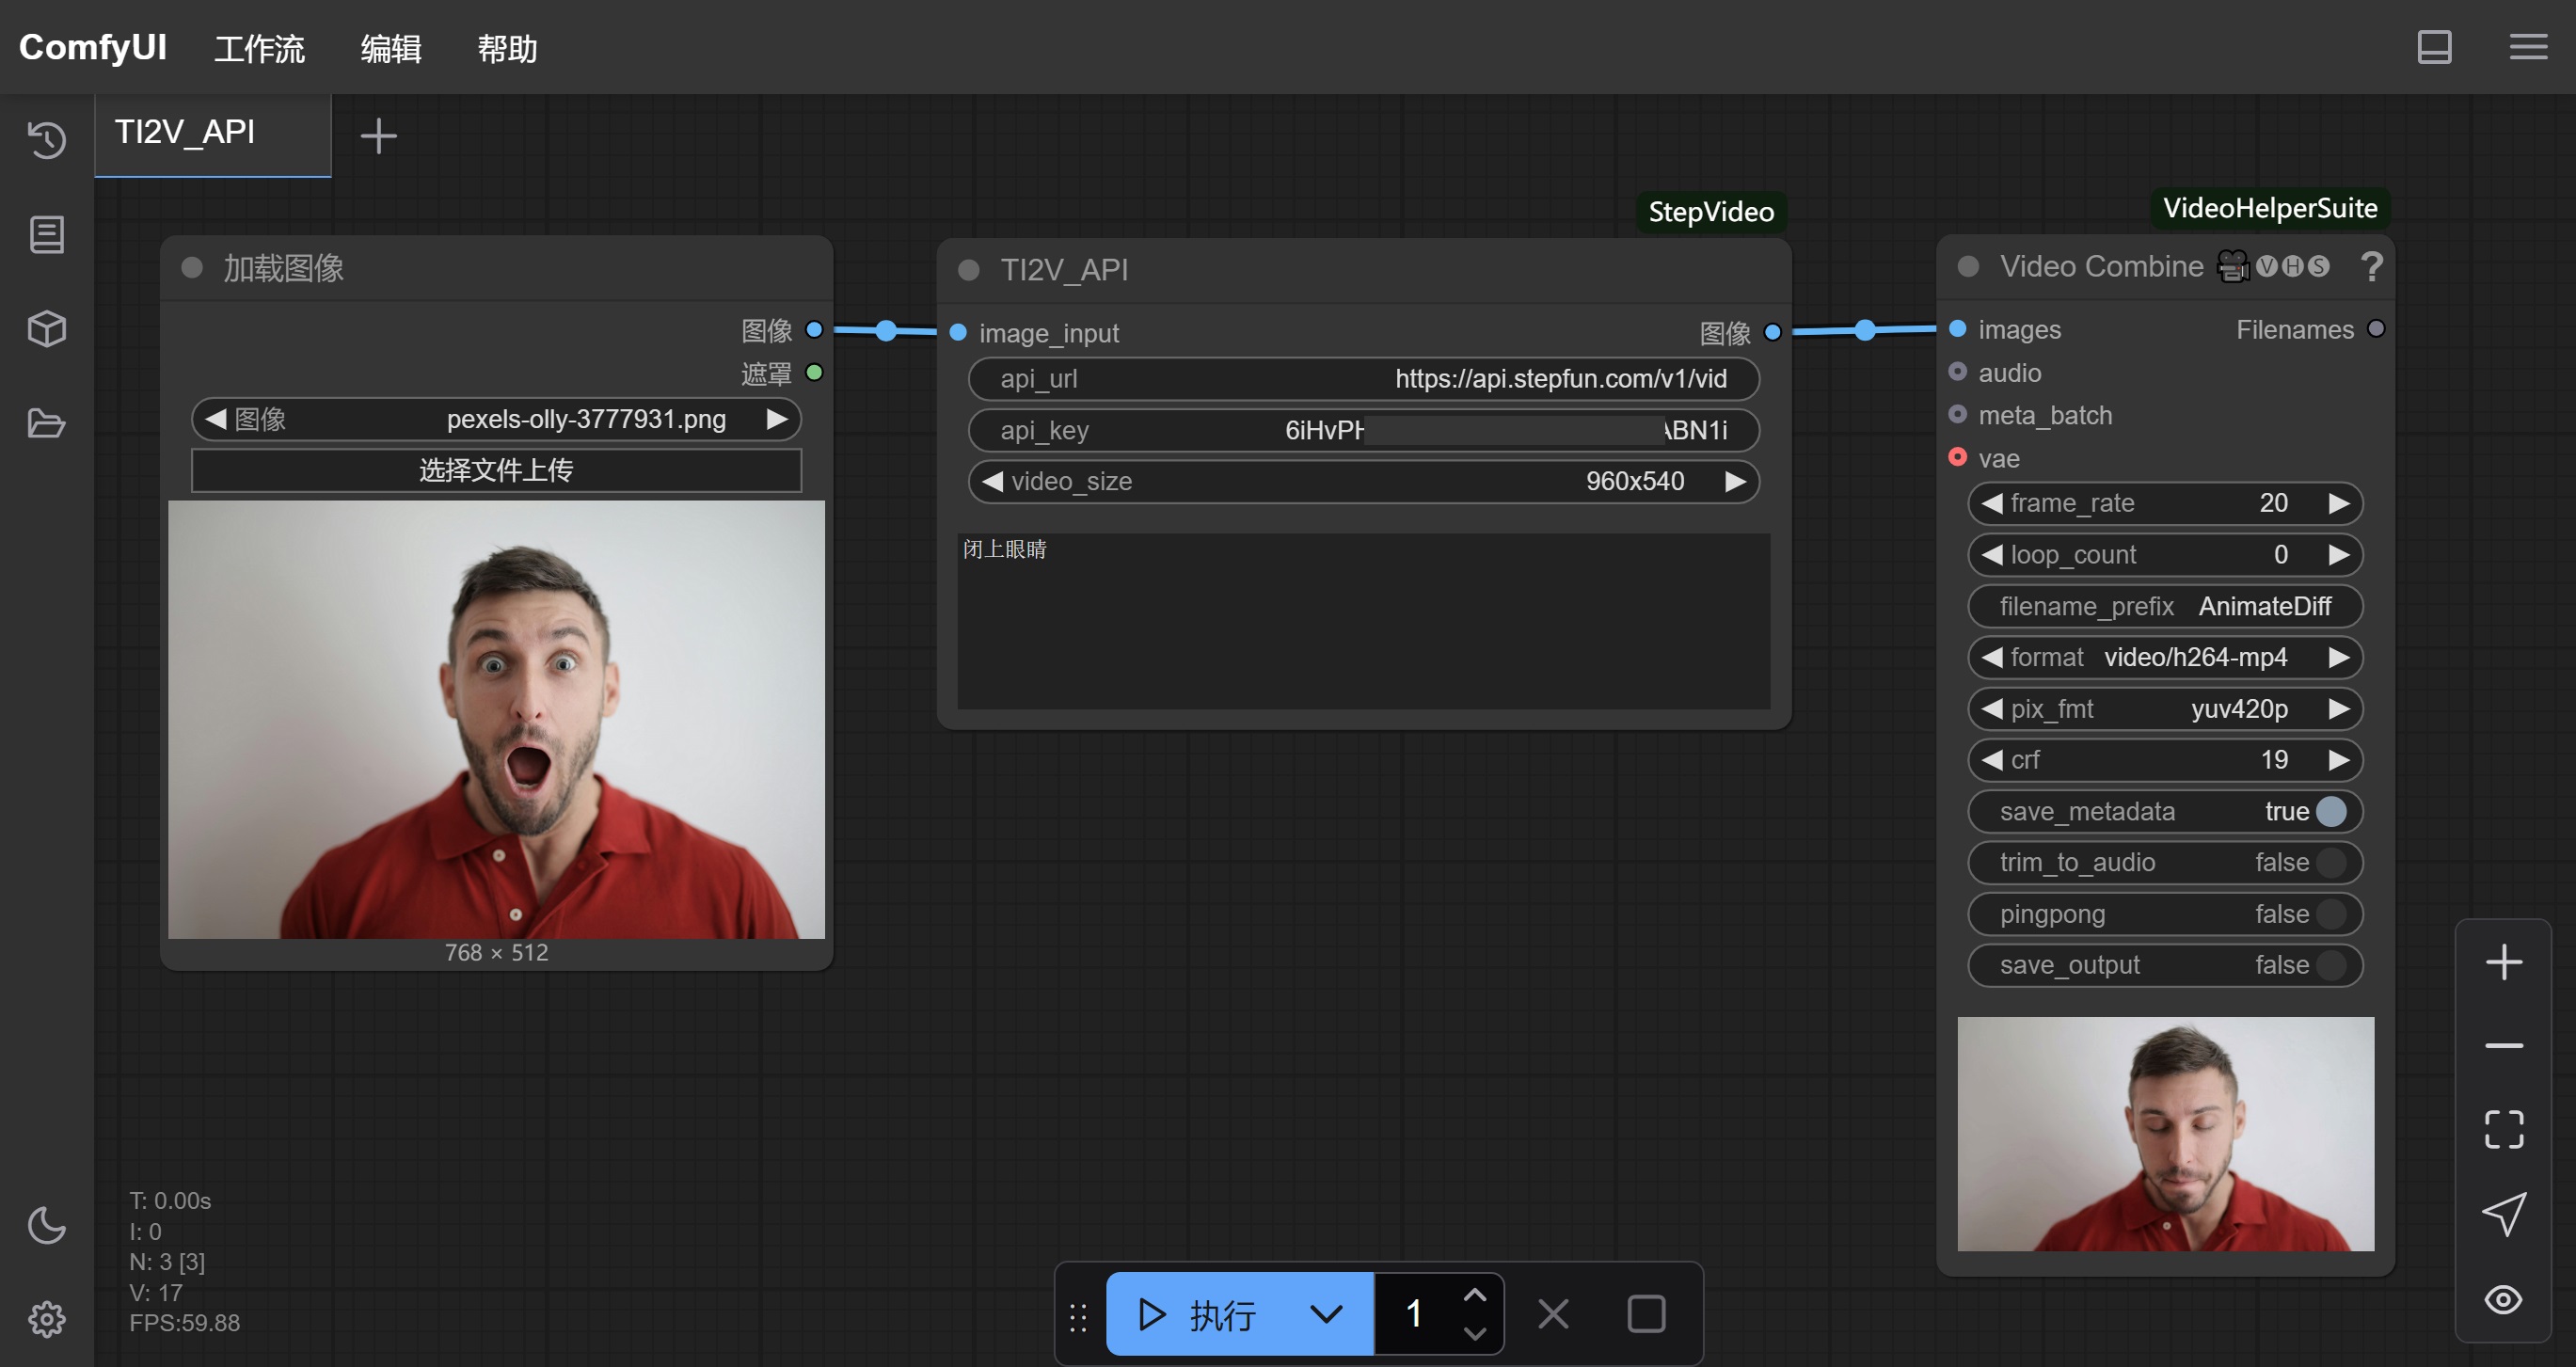 ComfyUI 工作流 编辑 帮助
TI2V_API
StepVideo
VideoHelperSuite
加载图像
图像
遮罩
图像 pexels-olly-3777931.png
选择文件上传
768 × 512
TI2V_API
image_input 图像
api_url https://api.stepfun.com/v1/vid
api_key 6iHvPH ABN1i
video_size 960x540
闭上眼睛
Video Combine 🎥🅥🅗🅢 ?
images Filenames
audio
meta_batch
vae
frame_rate 20
loop_count 0
filename_prefix AnimateDiff
format video/h264-mp4
pix_fmt yuv420p
crf 19
save_metadata true
trim_to_audio false
pingpong false
save_output false
T: 0.00s
I: 0
N: 3 [3]
V: 17
FPS:59.88
执行 1